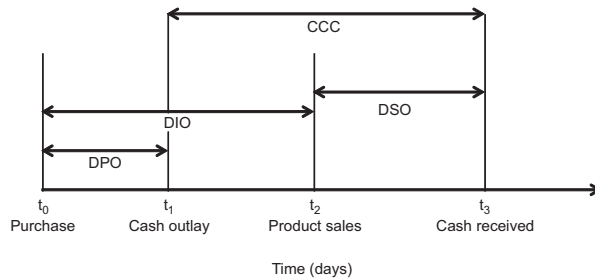 CCC
DSO
DIO
DPO
t0 t1 t2 t3
Purchase Cash outlay Product sales Cash received
Time (days)